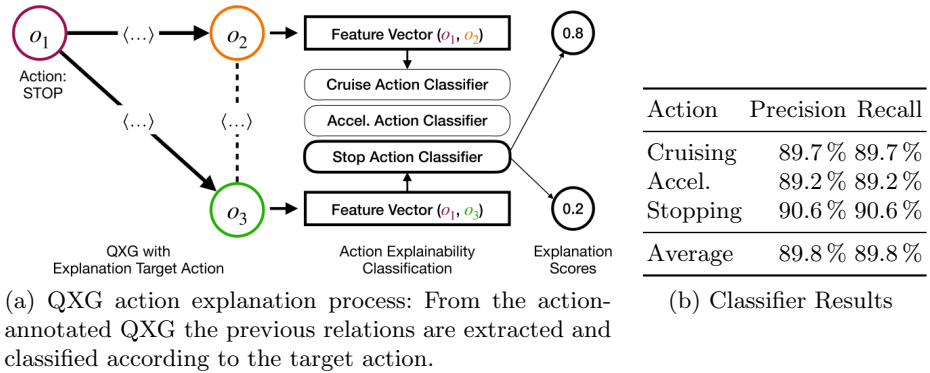 o1
⟨...⟩
o2
Action:
STOP
⟨...⟩
⟨...⟩
o3
QXG with
Explanation Target Action
Feature Vector (o1, o2)
Cruise Action Classifier
Accel. Action Classifier
Stop Action Classifier
Feature Vector (o1, o3)
Action Explainability
Classification
0.8
0.2
Explanation
Scores
(a) QXG action explanation process: From the action-
annotated QXG the previous relations are extracted and
classified according to the target action.
Action Precision Recall
Cruising 89.7 % 89.7 %
Accel. 89.2 % 89.2 %
Stopping 90.6 % 90.6 %
Average 89.8 % 89.8 %
(b) Classifier Results